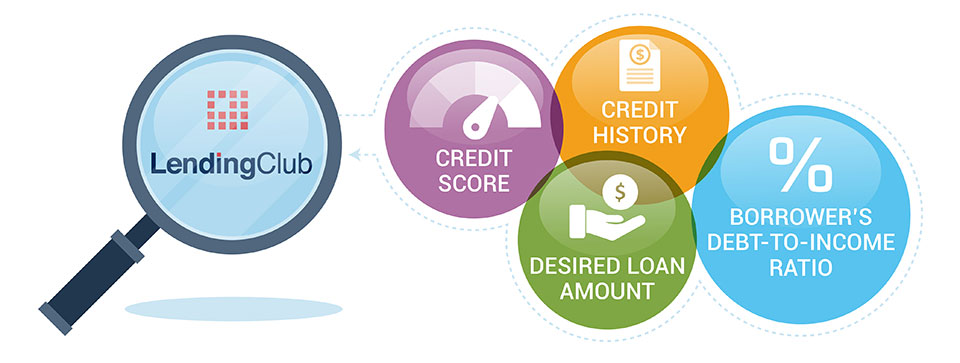 LendingClub
CREDIT
SCORE
$
CREDIT
HISTORY
$
DESIRED LOAN
AMOUNT
%
BORROWER'S
DEBT-TO-INCOME
RATIO